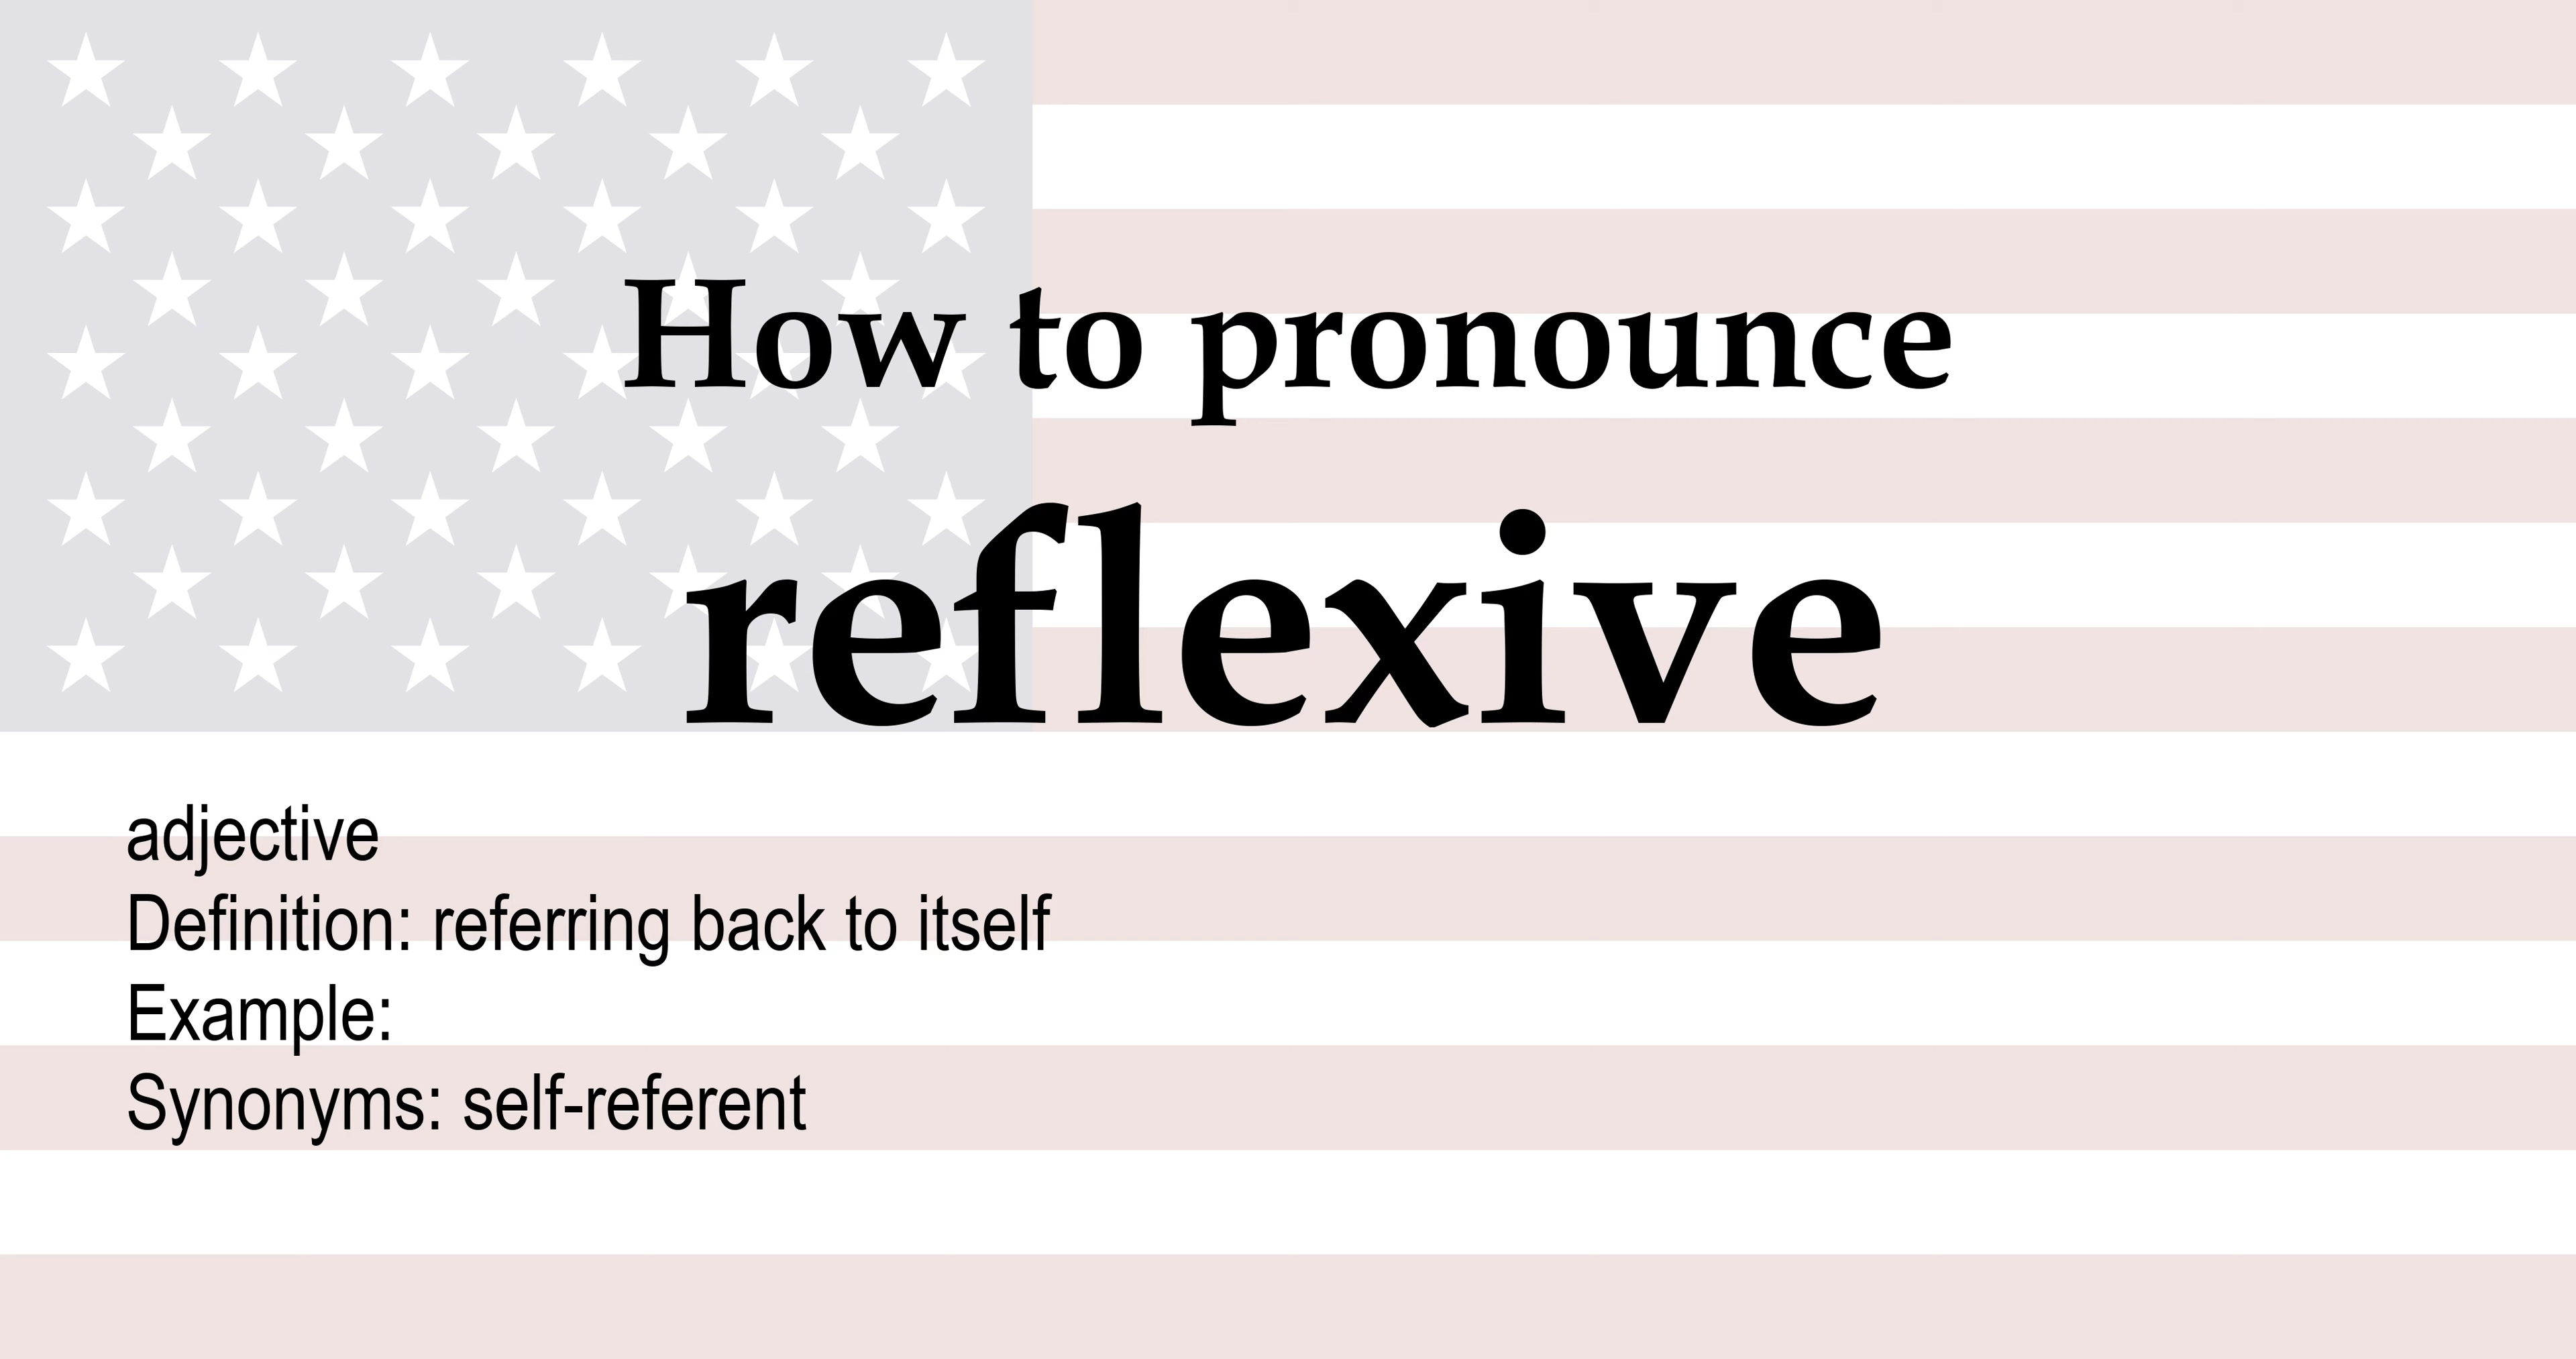 How to pronounce
reflexive
adjective
Definition: referring back to itself
Example:
Synonyms: self-referent